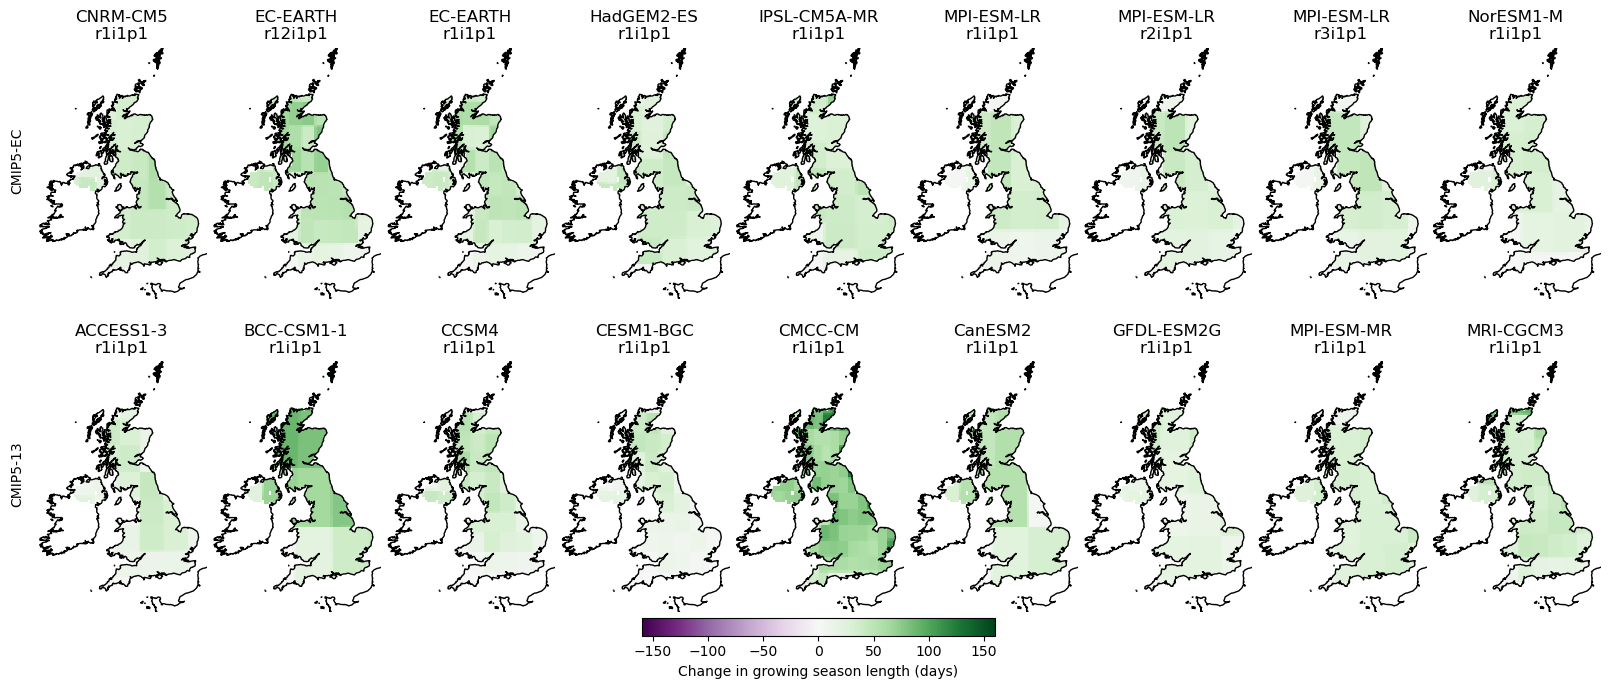 CNRM-CM5 EC-EARTH EC-EARTH HadGEM2-ES IPSL-CM5A-MR MPI-ESM-LR MPI-ESM-LR MPI-ESM-LR NorESM1-M
r1i1p1 r12i1p1 r1i1p1 r1i1p1 r1i1p1 r1i1p1 r2i1p1 r3i1p1 r1i1p1
CMIP5-EC
ACCESS1-3 BCC-CSM1-1 CCSM4 CESM1-BGC CMCC-CM CanESM2 GFDL-ESM2G MPI-ESM-MR MRI-CGCM3
r1i1p1 r1i1p1 r1i1p1 r1i1p1 r1i1p1 r1i1p1 r1i1p1 r1i1p1 r1i1p1
CMIP5-13
−150 −100 −50 0 50 100 150
Change in growing season length (days)